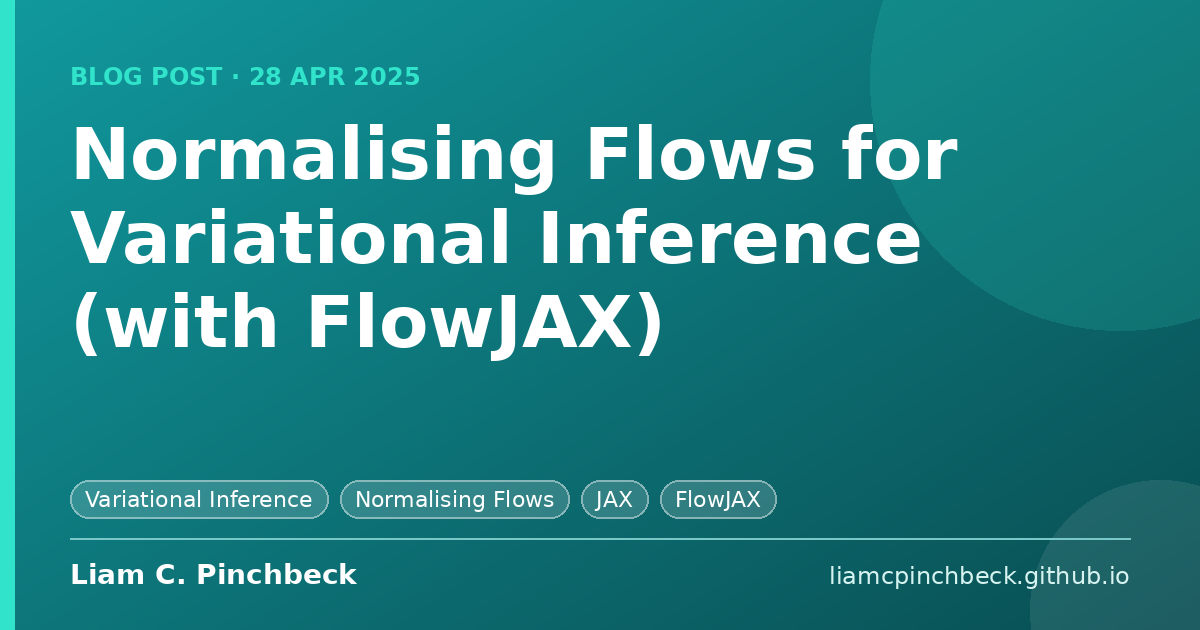 BLOG POST · 28 APR 2025
Normalising Flows for
Variational Inference
(with FlowJAX)
Variational Inference
Normalising Flows
JAX
FlowJAX
Liam C. Pinchbeck
liamcpinchbeck.github.io